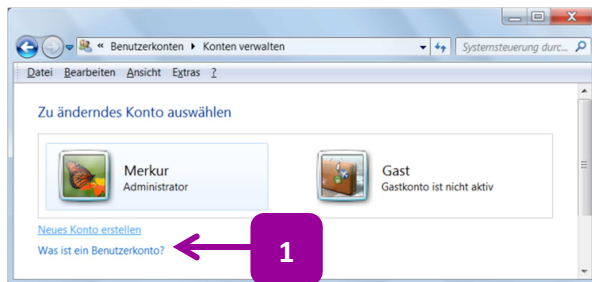 « Benutzerkonten Konten verwalten
Systemsteuerung durc...
Datei Bearbeiten Ansicht Extras ?
Zu änderndes Konto auswählen
Merkur
Administrator
Gast
Gastkonto ist nicht aktiv
Neues Konto erstellen
Was ist ein Benutzerkonto?
1